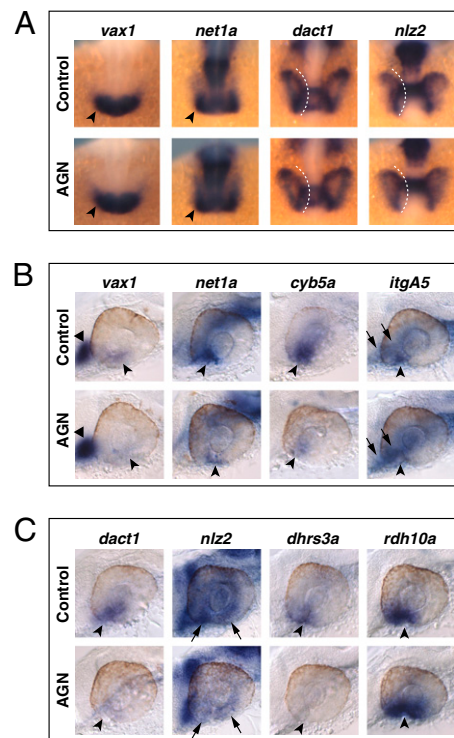 A
vax1 net1a dact1 nlz2
Control
AGN
B
vax1 net1a cyb5a itgA5
Control
AGN
C
dact1 nlz2 dhrs3a rdh10a
Control
AGN